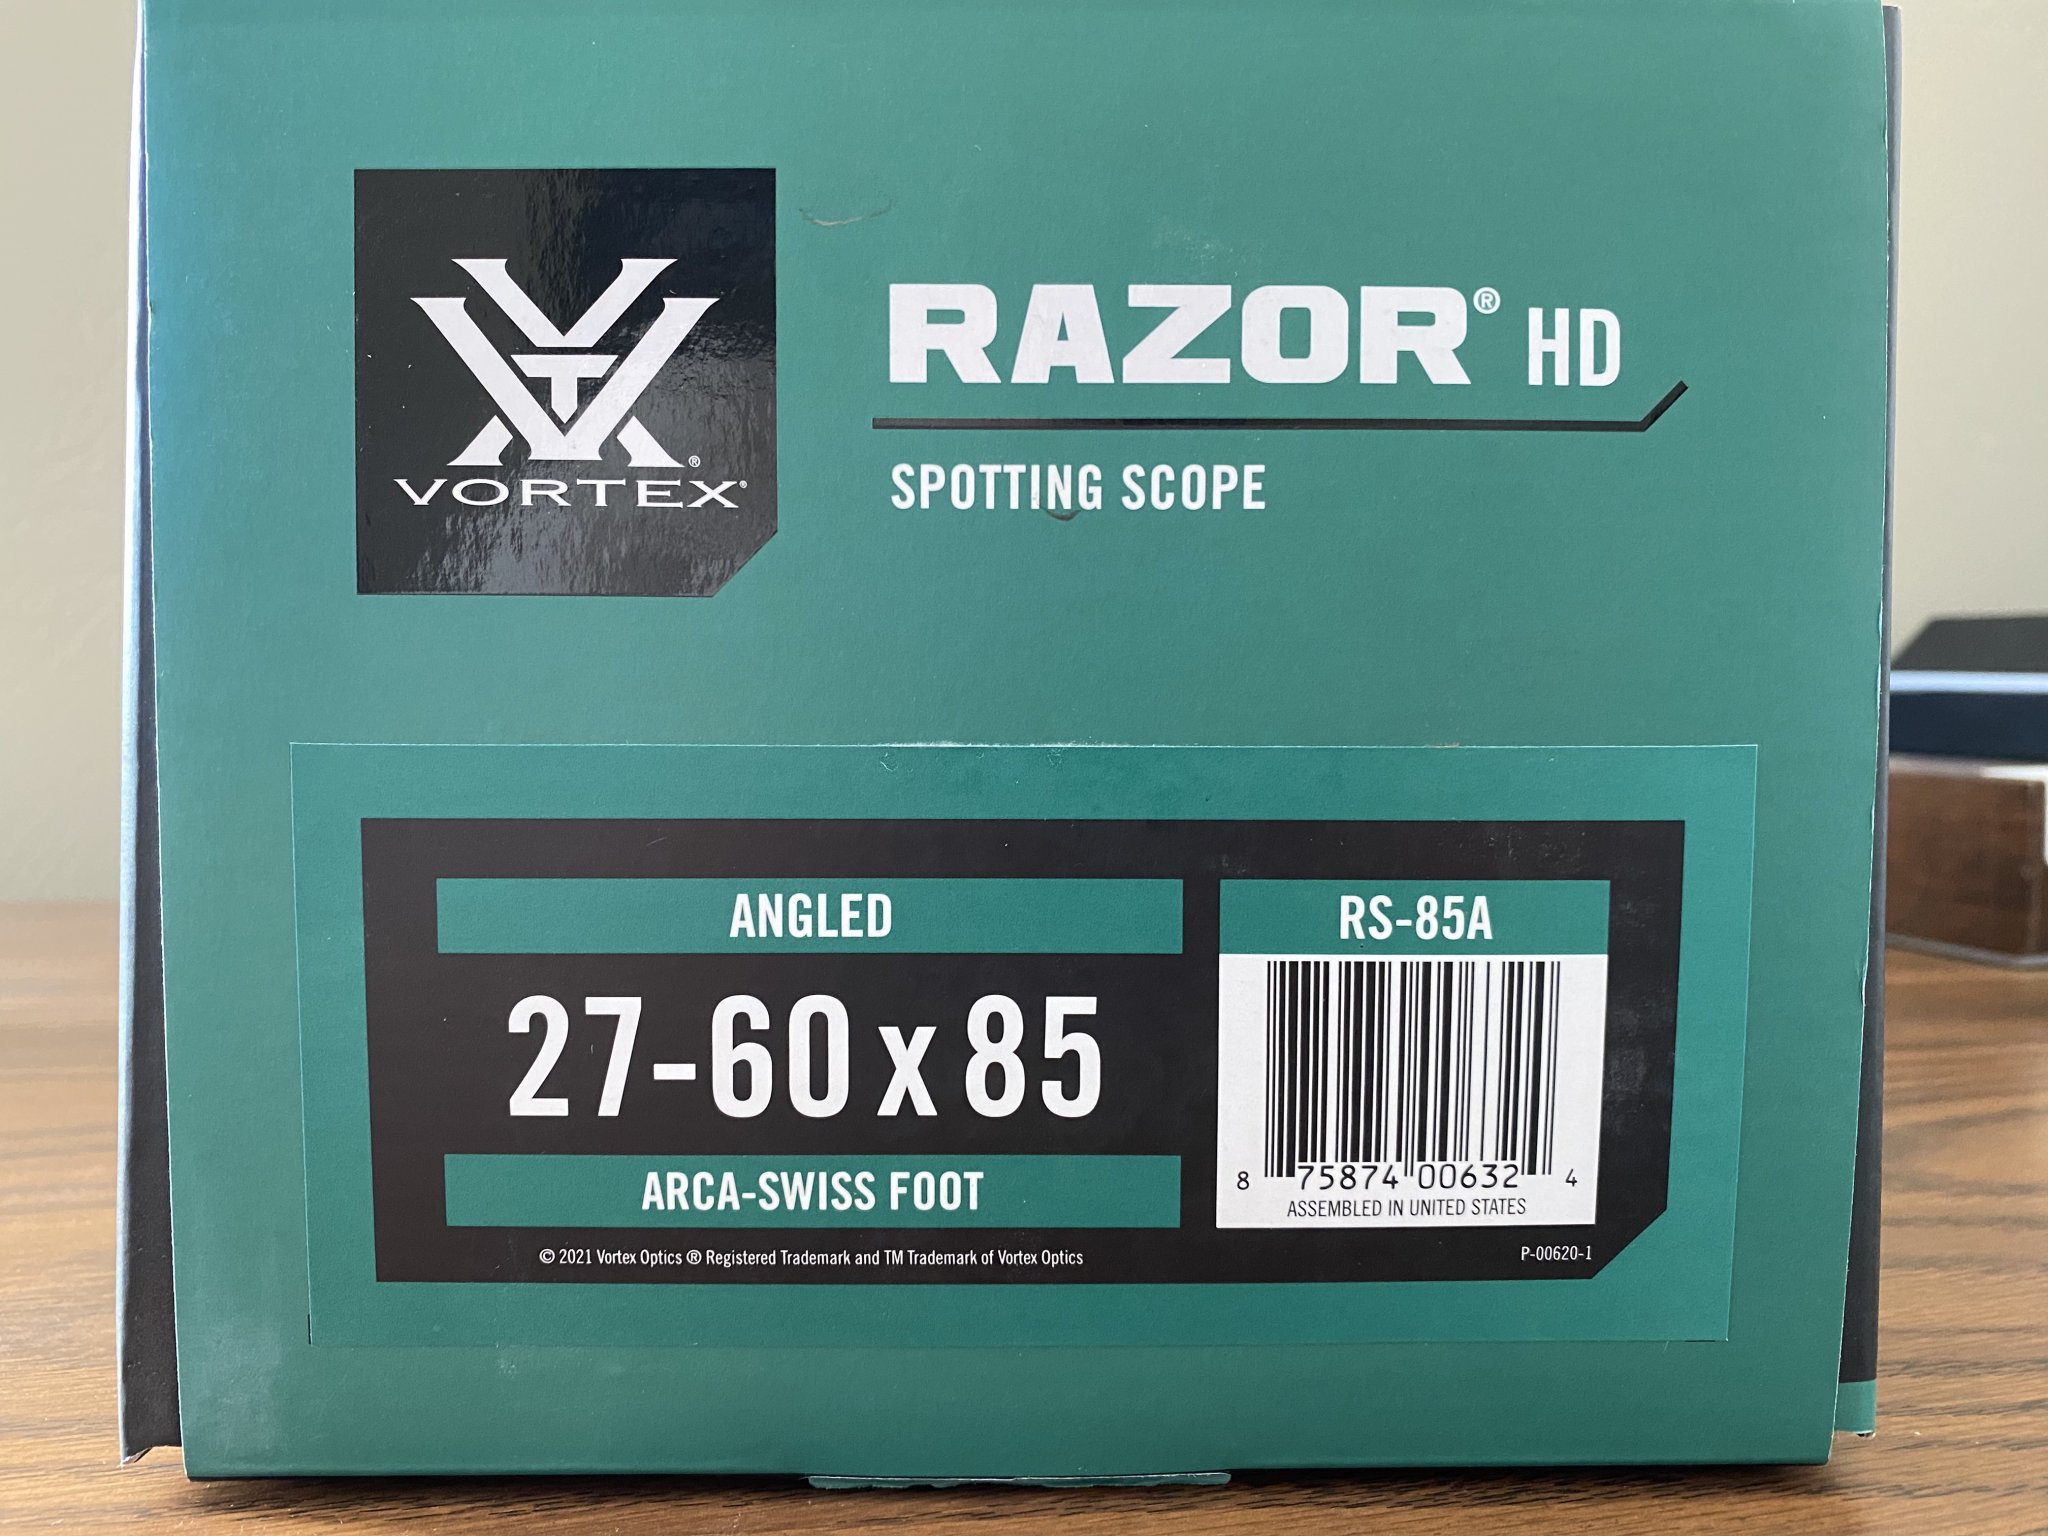 VORTEX®
RAZOR® HD
SPOTTING SCOPE
ANGLED
27-60 x 85
ARCA-SWISS FOOT
© 2021 Vortex Optics ® Registered Trademark and TM Trademark of Vortex Optics
RS-85A
8 75874 00632 4
ASSEMBLED IN UNITED STATES
P-00620-1